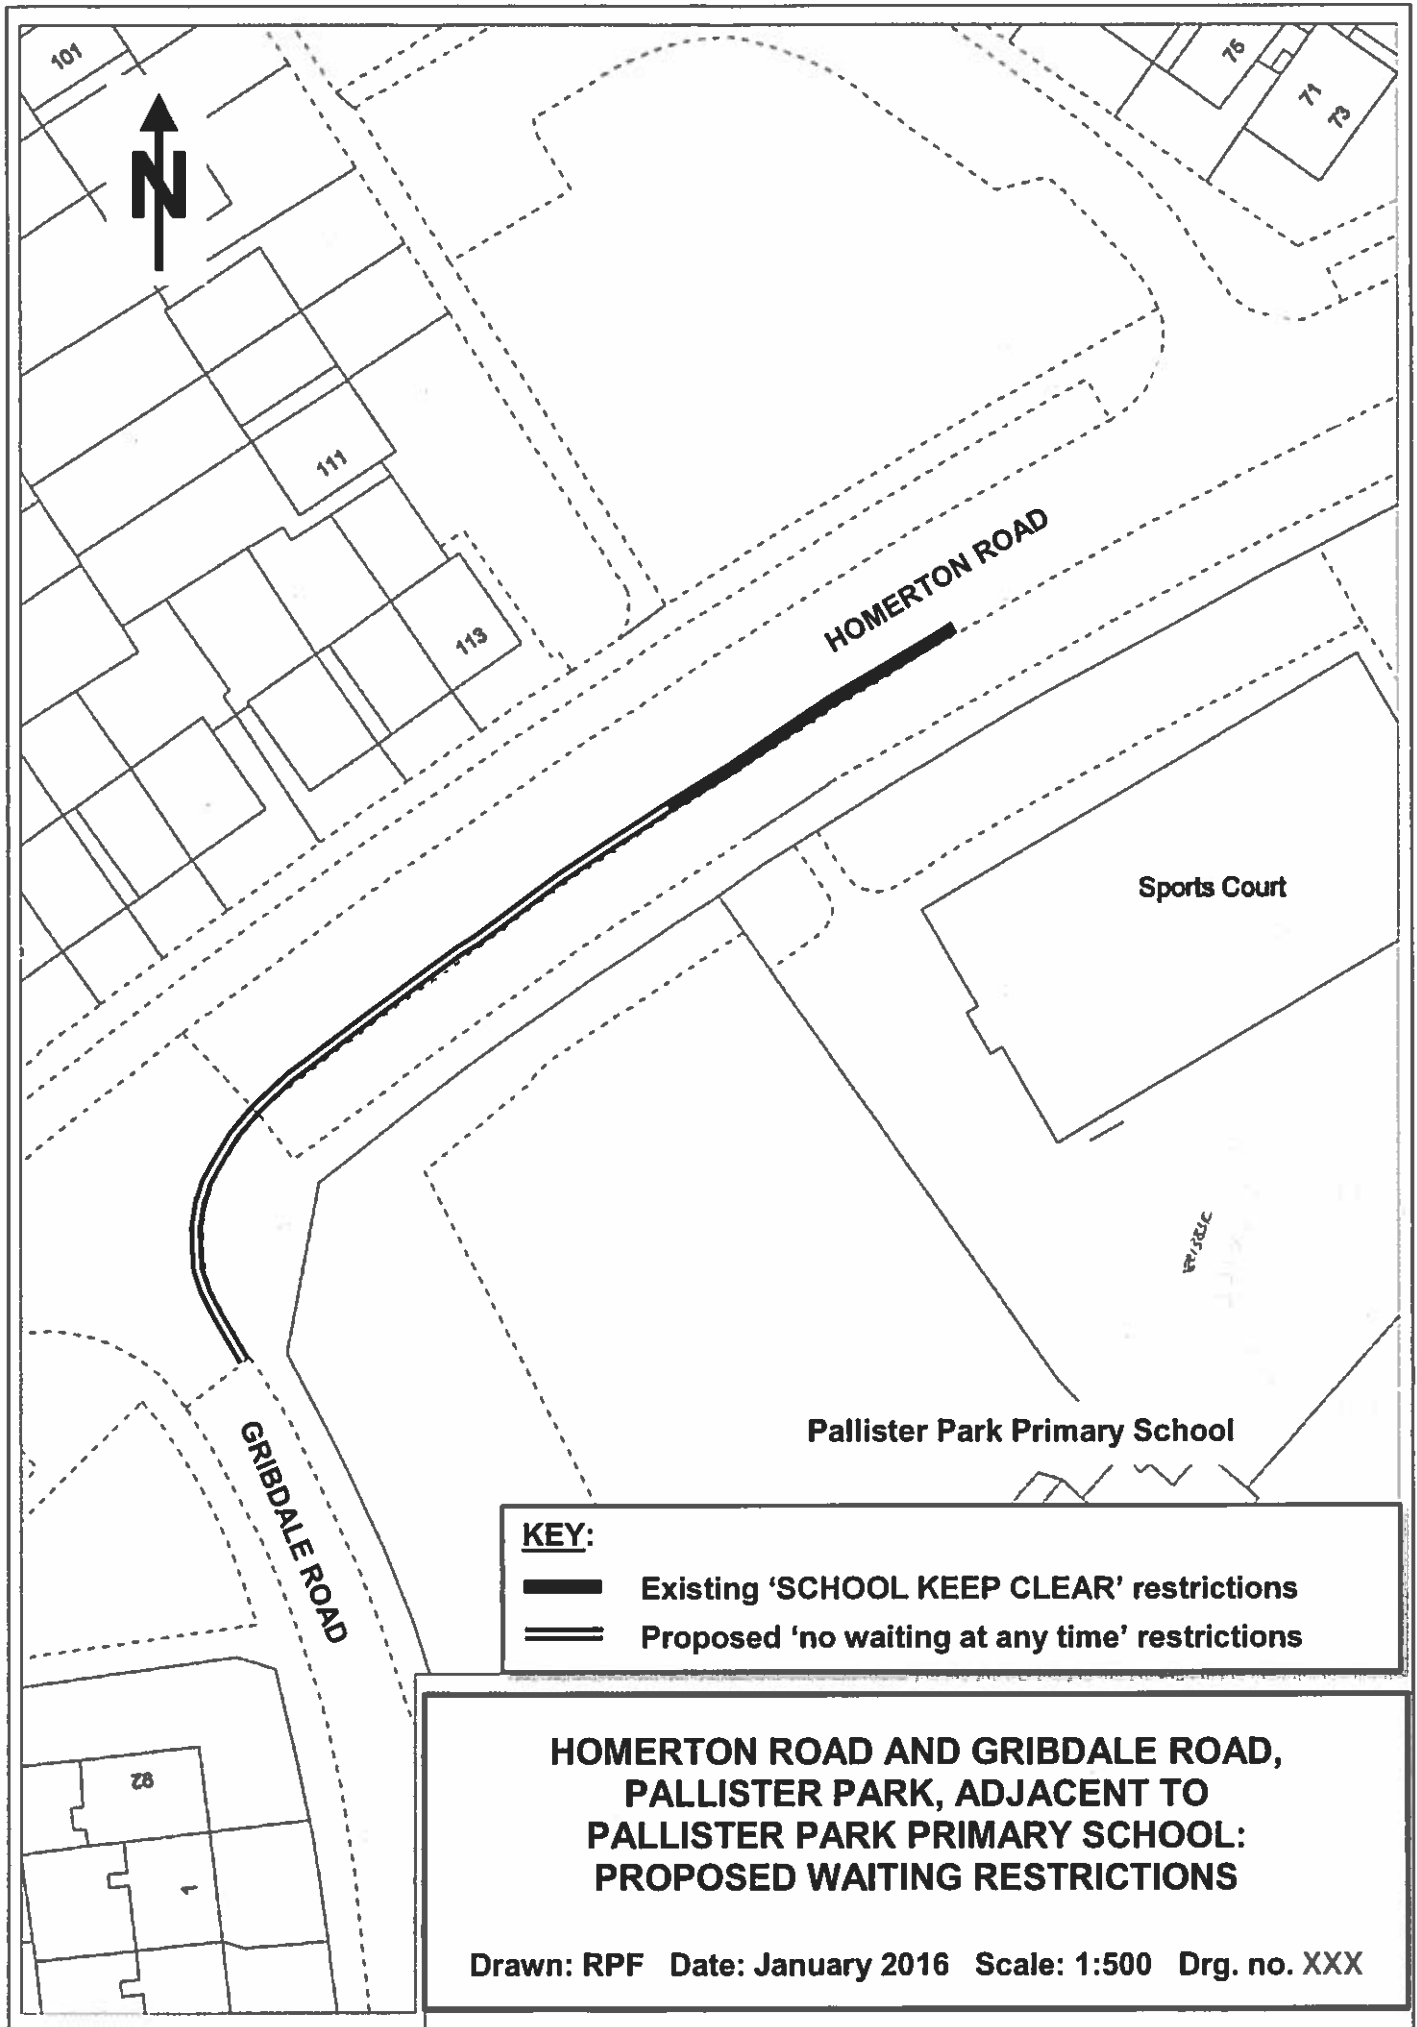 101
76
71
73
N
111
113
HOMERTON ROAD
Sports Court
Pallister Park Primary School
GRIBDALE ROAD
KEY:
Existing ‘SCHOOL KEEP CLEAR’ restrictions
Proposed ‘no waiting at any time’ restrictions
92
1
HOMERTON ROAD AND GRIBDALE ROAD,
PALLISTER PARK, ADJACENT TO
PALLISTER PARK PRIMARY SCHOOL:
PROPOSED WAITING RESTRICTIONS
Drawn: RPF Date: January 2016 Scale: 1:500 Drg. no. XXX